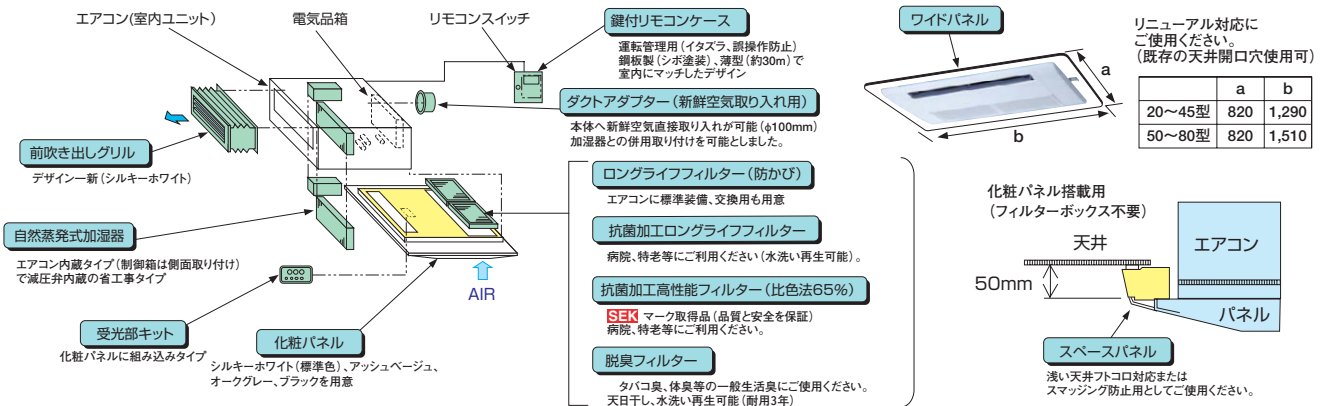 エアコン(室内ユニット)
電気品箱
リモコンスイッチ
鍵付リモコンケース
運転管理用(イタズラ、誤操作防止)
鋼板製(シボ塗装)、薄型(約30m)で
室内にマッチしたデザイン
ダクトアダプター(新鮮空気取り入れ用)
本体へ新鮮空気直接取り入れが可能(φ100mm)
加湿器との併用取り付けを可能としました。
前吹き出しグリル
デザイン一新(シルキーホワイト)
自然蒸発式加湿器
エアコン内蔵タイプ(制御箱は側面取り付け)
で減圧弁内蔵の省工事タイプ
受光部キット
化粧パネルに組み込みタイプ
化粧パネル
シルキーホワイト(標準色)、アッシュベージュ、
オークグレー、ブラックを用意
AIR
ロングライフフィルター(防かび)
エアコンに標準装備、交換用も用意
抗菌加工ロングライフフィルター
病院、特老等にご利用ください(水洗い再生可能)。
抗菌加工高性能フィルター(比色法65%)
SEK マーク取得品(品質と安全を保証)
病院、特老等にご利用ください。
脱臭フィルター
タバコ臭、体臭等の一般生活臭にご使用ください。
天日干し、水洗い再生可能(耐用3年)
ワイドパネル
a
b
リニューアル対応に
ご使用ください。
(既存の天井開口穴使用可)
a b
20〜45型 820 1,290
50〜80型 820 1,510
化粧パネル搭載用
(フィルターボックス不要)
天井
エアコン
50mm
パネル
スペースパネル
浅い天井フトコロ対応または
スマッジング防止用としてご使用ください。